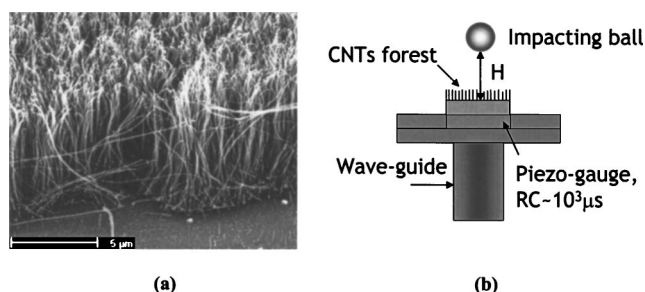 5 μm
(a)
(b)
Impacting ball
CNTs forest
H
Wave-guide
Piezo-gauge,
RC~10³μs